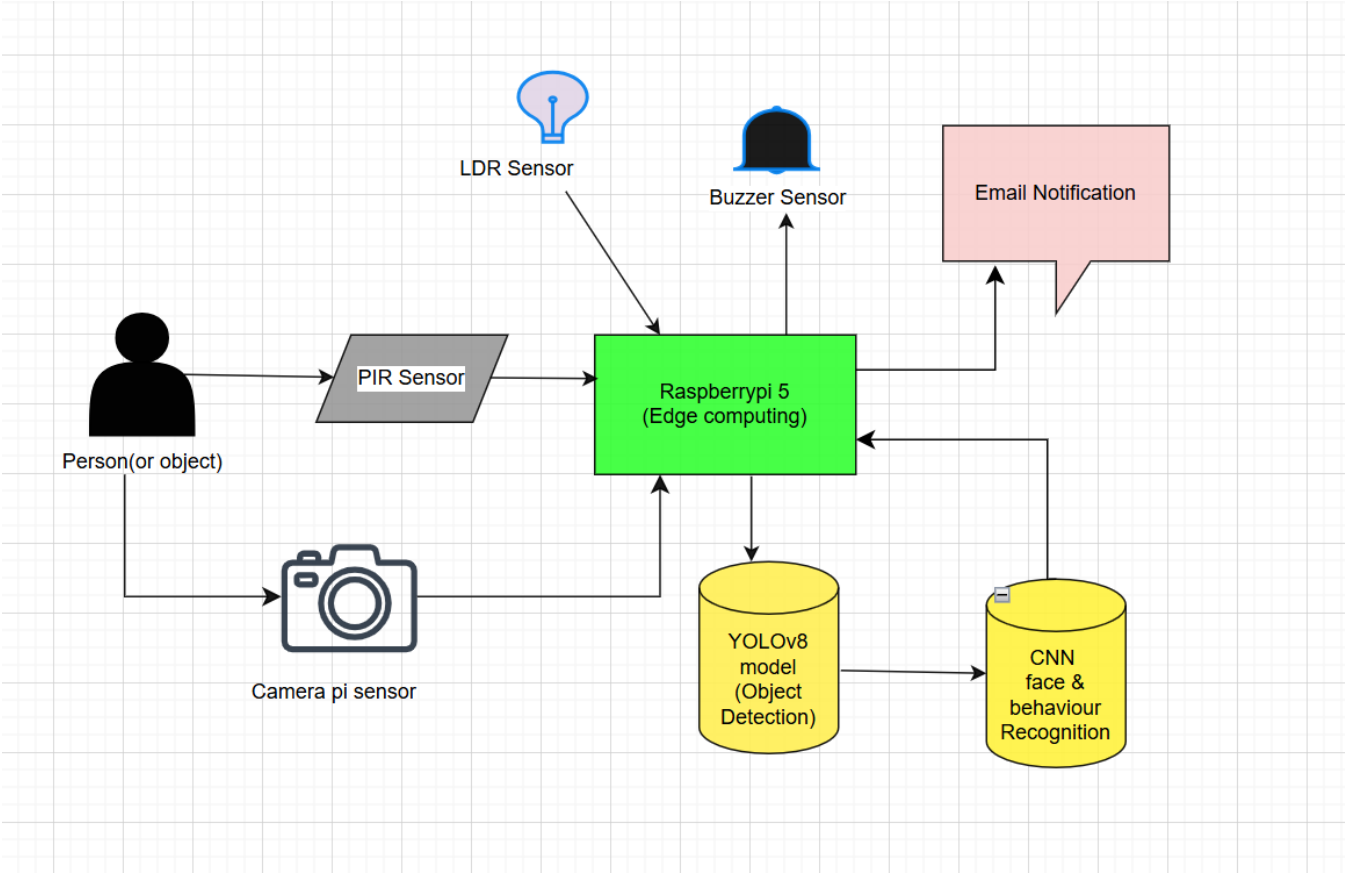 LDR Sensor
Buzzer Sensor
Email Notification
PIR Sensor
Raspberrypi 5
(Edge computing)
Person(or object)
Camera pi sensor
YOLOv8
model
(Object
Detection)
CNN
face &
behaviour
Recognition